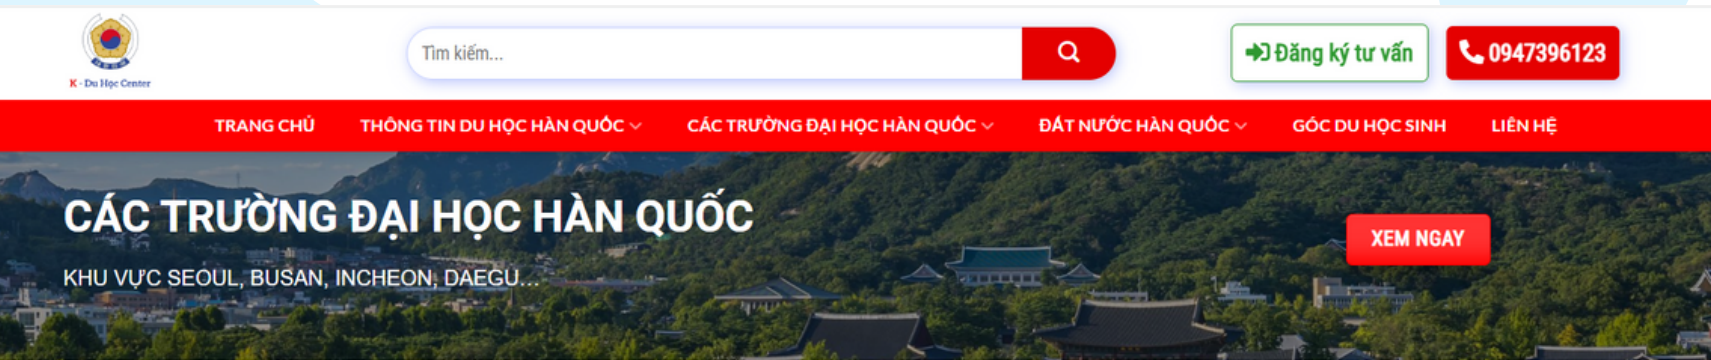 K - Du Học Center
Tìm kiếm...
Đăng ký tư vấn
0947396123
TRANG CHỦ THÔNG TIN DU HỌC HÀN QUỐC CÁC TRƯỜNG ĐẠI HỌC HÀN QUỐC ĐẤT NƯỚC HÀN QUỐC GÓC DU HỌC SINH LIÊN HỆ
CÁC TRƯỜNG ĐẠI HỌC HÀN QUỐC
XEM NGAY
KHU VỰC SEOUL, BUSAN, INCHEON, DAEGU...